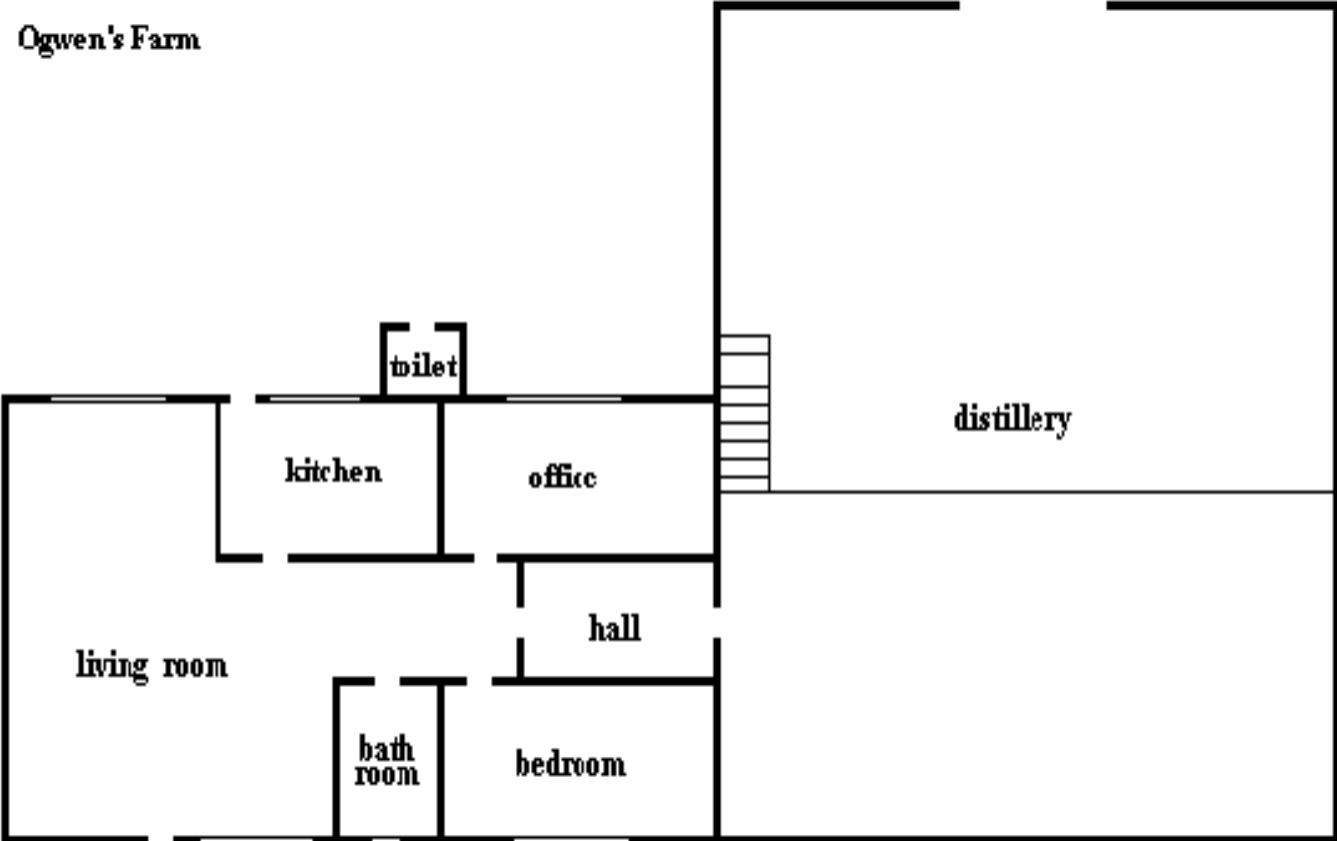 Ogwen's Farm
toilet
distillery
kitchen
office
hall
living room
bath
room
bedroom